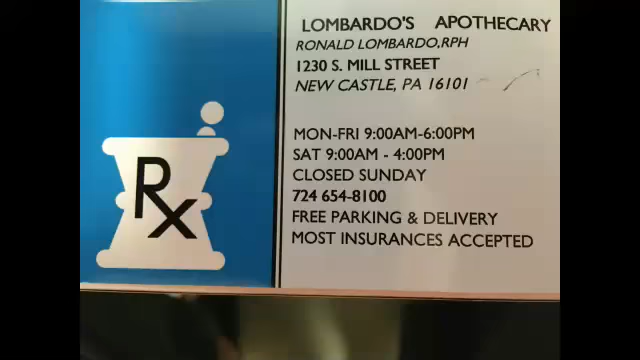 LOMBARDO'S APOTHECARY
RONALD LOMBARDO,RPH
1230 S. MILL STREET
NEW CASTLE, PA 16101
MON-FRI 9:00AM-6:00PM
SAT 9:00AM - 4:00PM
CLOSED SUNDAY
724 654-8100
FREE PARKING & DELIVERY
MOST INSURANCES ACCEPTED
Rx